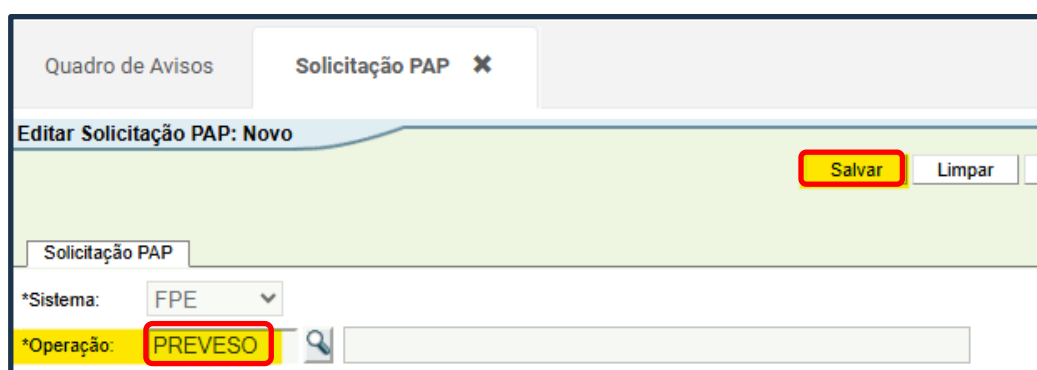 Quadro de Avisos
Solicitação PAP ✖
Editar Solicitação PAP: Novo
Salvar
Limpar
Solicitação PAP
*Sistema: FPE
*Operação: PREVESO